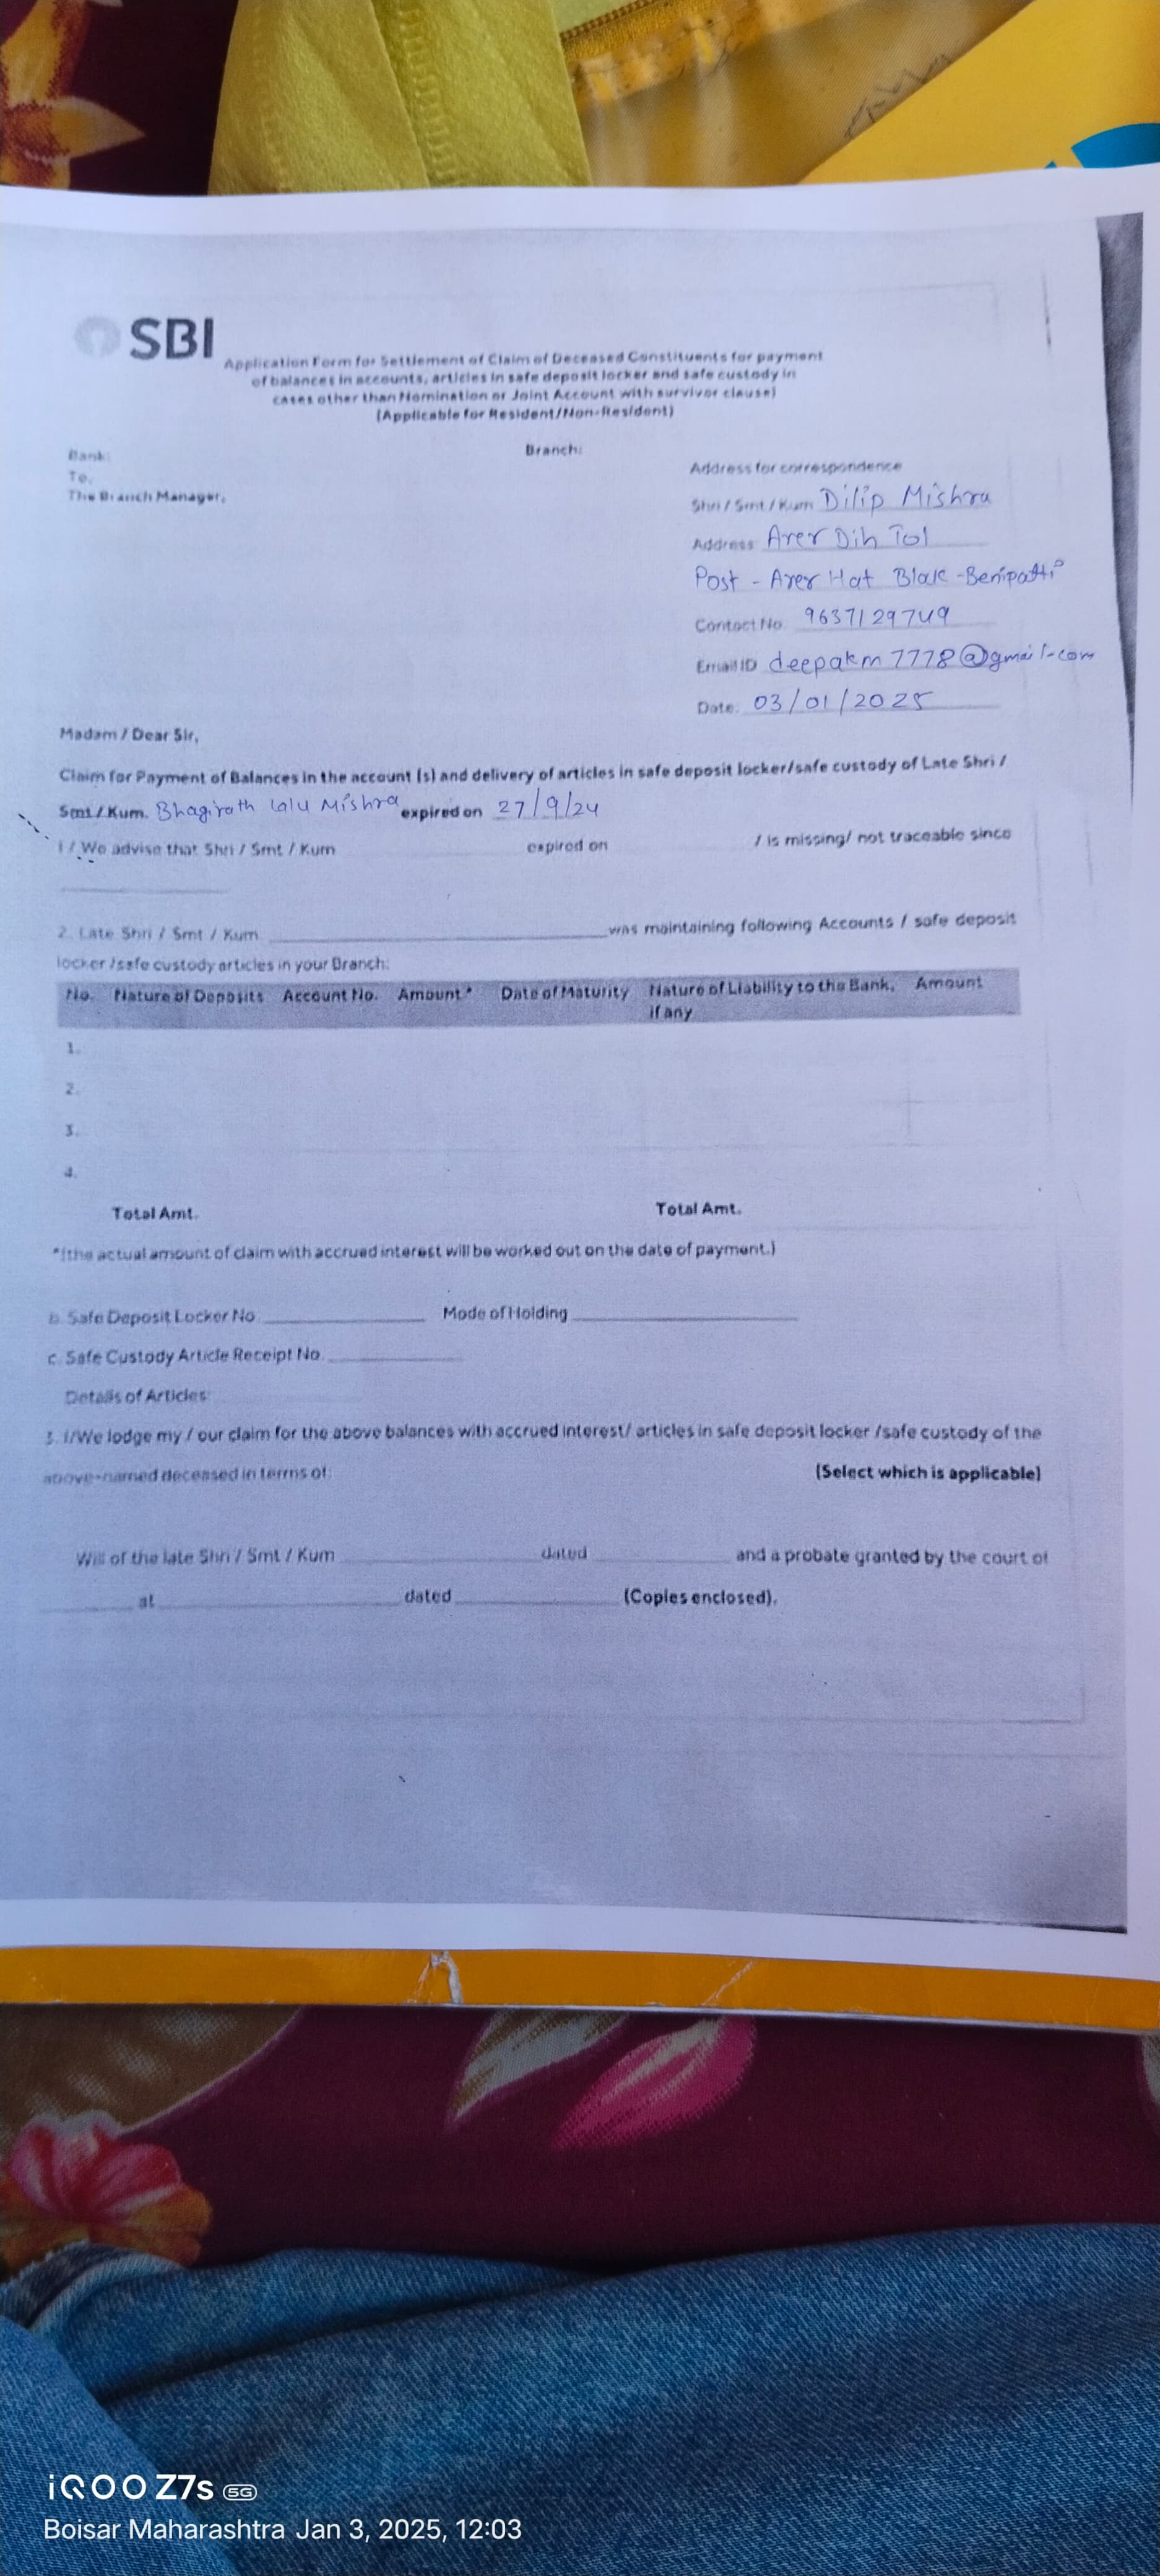 SBI
Application Form for Settlement of Claim of Deceased Constituents for payment
of balances in accounts, articles in safe deposit locker and safe custody in
cases other than Nomination or Joint Account with survivor clause)
(Applicable for Resident/Non-Resident)
Bank:
Branch:
To,
The Branch Manager,
Address for correspondence
Shri / Smt / Kum Dilip Mishra
Address: Arer Dih Tol
Post - Arer Hat Blak -Benipatti
Contact No. 9637129749
Email ID deepakm7778@gmail.com
Date: 03/01/2025
Madam / Dear Sir,
Claim for Payment of Balances in the account (s) and delivery of articles in safe deposit locker/safe custody of Late Shri /
Smt / Kum. Bhagirath lalu Mishra expired on 27/9/24
I / We advise that Shri / Smt / Kum expired on / is missing/ not traceable since
2. Late Shri / Smt / Kum was maintaining following Accounts / safe deposit
locker /safe custody articles in your Branch:
No. Nature of Deposits Account No. Amount* Date of Maturity Nature of Liability to the Bank, if any Amount
1.
2.
3.
4.
Total Amt. Total Amt.
*(the actual amount of claim with accrued interest will be worked out on the date of payment.)
b. Safe Deposit Locker No Mode of Holding
c. Safe Custody Article Receipt No.
Details of Articles:
3. I/We lodge my / our claim for the above balances with accrued interest/ articles in safe deposit locker /safe custody of the
above-named deceased in terms of: (Select which is applicable)
Will of the late Shri / Smt / Kum dated and a probate granted by the court of
at dated (Copies enclosed).
iQOO Z7s 5G
Boisar Maharashtra Jan 3, 2025, 12:03